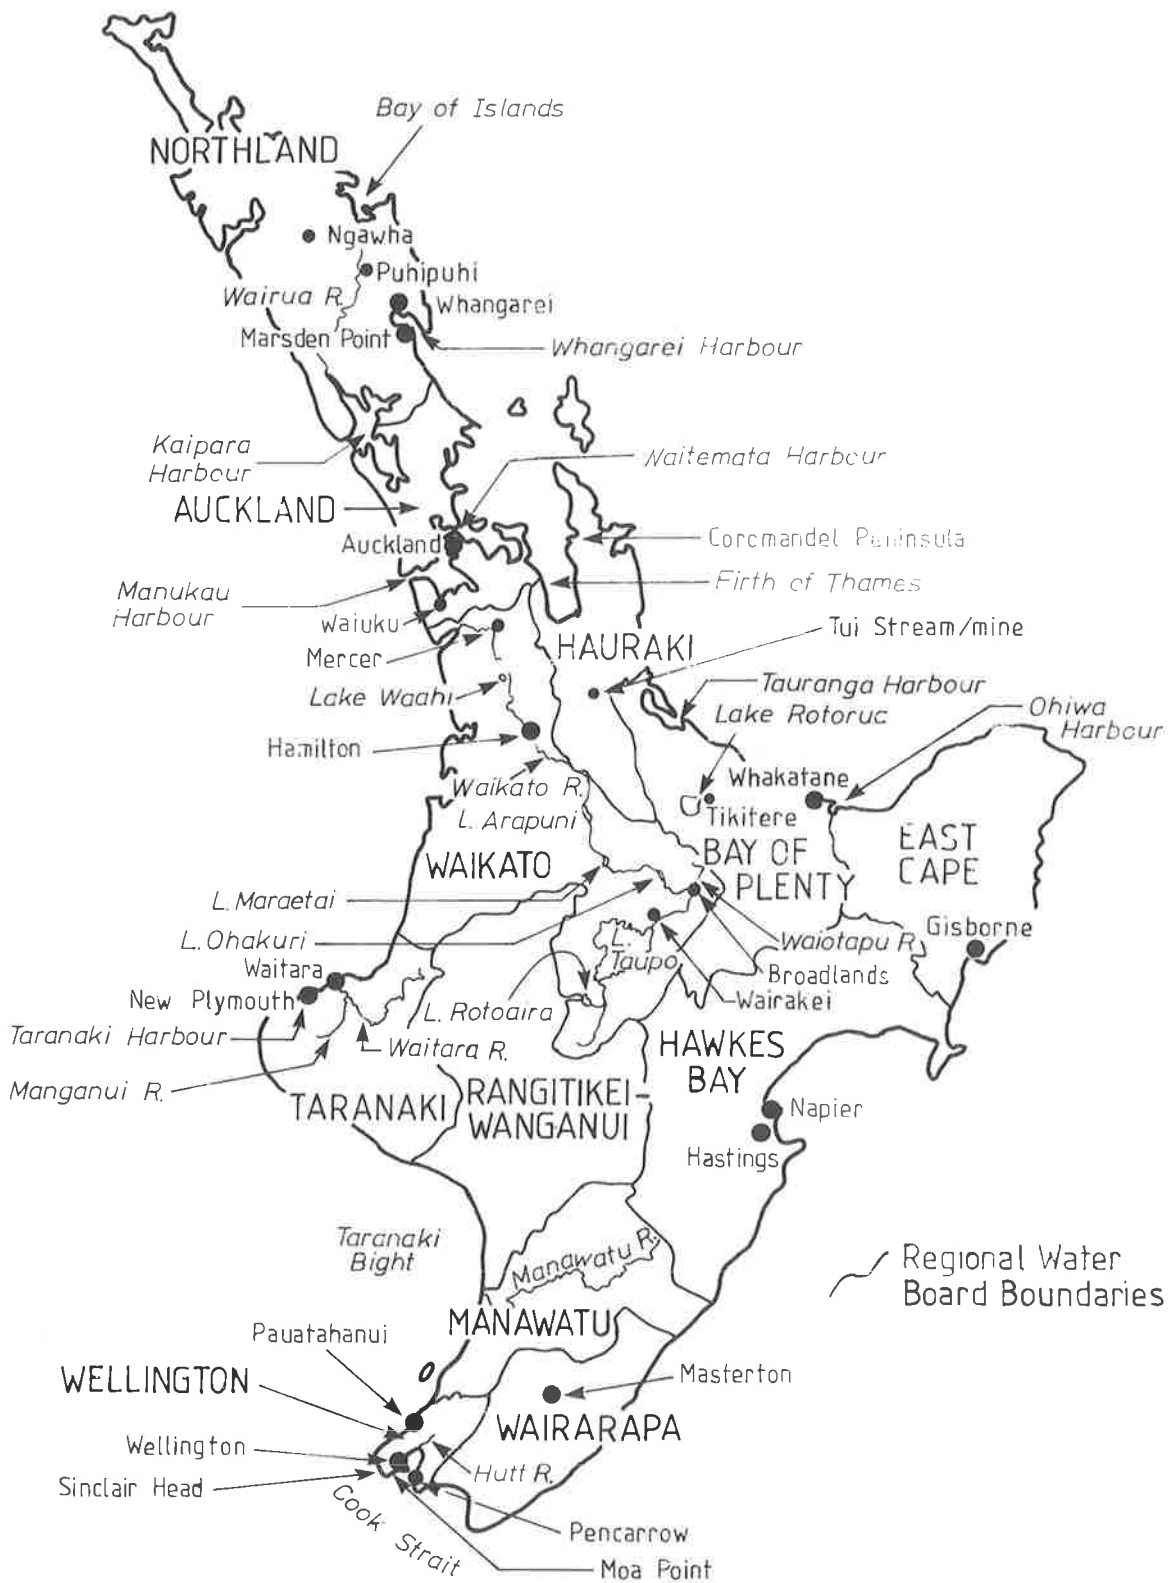 Bay of Islands
NORTHLAND
Ngawha
Puhipuhi
Wairua R.
Whangarei
Marsden Point
Whangarei Harbour
Kaipara
Harbour
Waitemata Harbour
AUCKLAND
Auckland
Coromandel Peninsula
Firth of Thames
Manukau
Harbour
Waiuku
Tui Stream/mine
HAURAKI
Mercer
Lake Waahi
Tauranga Harbour
Lake Rotorua
Ohiwa
Harbour
Hamilton
Whakatane
Waikato R.
Tikitere
L. Arapuni
EAST
CAPE
WAIKATO
BAY OF
PLENTY
L. Maraetai
L. Ohakuri
Waiotapu R.
Gisborne
L.
Taupo
Broadlands
Waitara
Wairakei
New Plymouth
L. Rotoaira
Taranaki Harbour
Waitara R.
HAWKES
BAY
Manganui R.
TARANAKI
RANGITIKEI-
WANGANUI
Napier
Hastings
Taranaki
Bight
Manawatu R.
Regional Water
Board Boundaries
MANAWATU
Pauatahanui
WELLINGTON
Masterton
WAIRARAPA
Wellington
Hutt R.
Sinclair Head
Cook Strait
Pencarrow
Moa Point